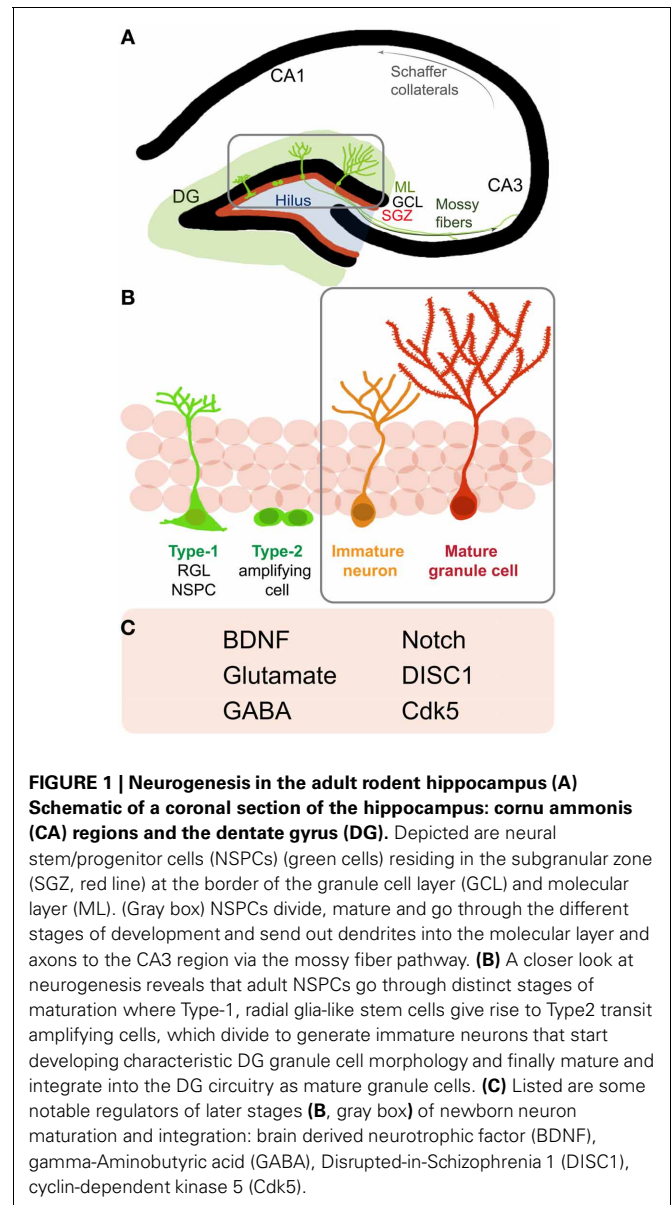 A
CA1
Schaffer
collaterals
DG
Hilus
ML
GCL
SGZ
Mossy
fibers
CA3
B
Type-1
RGL
NSPC
Type-2
amplifying
cell
Immature
neuron
Mature
granule cell
C
BDNF
Notch
Glutamate
DISC1
GABA
Cdk5
FIGURE 1 | Neurogenesis in the adult rodent hippocampus (A)
Schematic of a coronal section of the hippocampus: cornu ammonis
(CA) regions and the dentate gyrus (DG). Depicted are neural
stem/progenitor cells (NSPCs) (green cells) residing in the subgranular zone
(SGZ, red line) at the border of the granule cell layer (GCL) and molecular
layer (ML). (Gray box) NSPCs divide, mature and go through the different
stages of development and send out dendrites into the molecular layer and
axons to the CA3 region via the mossy fiber pathway. (B) A closer look at
neurogenesis reveals that adult NSPCs go through distinct stages of
maturation where Type-1, radial glia-like stem cells give rise to Type2 transit
amplifying cells, which divide to generate immature neurons that start
developing characteristic DG granule cell morphology and finally mature and
integrate into the DG circuitry as mature granule cells. (C) Listed are some
notable regulators of later stages (B, gray box) of newborn neuron
maturation and integration: brain derived neurotrophic factor (BDNF),
gamma-Aminobutyric acid (GABA), Disrupted-in-Schizophrenia 1 (DISC1),
cyclin-dependent kinase 5 (Cdk5).